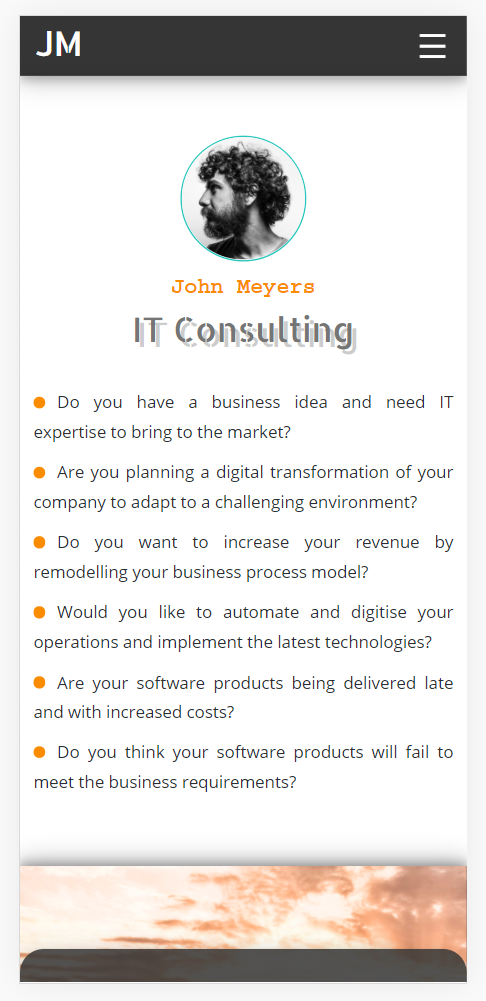 JM
John Meyers
IT Consulting
Do you have a business idea and need IT
expertise to bring to the market?
Are you planning a digital transformation of your
company to adapt to a challenging environment?
Do you want to increase your revenue by
remodelling your business process model?
Would you like to automate and digitise your
operations and implement the latest technologies?
Are your software products being delivered late
and with increased costs?
Do you think your software products will fail to
meet the business requirements?